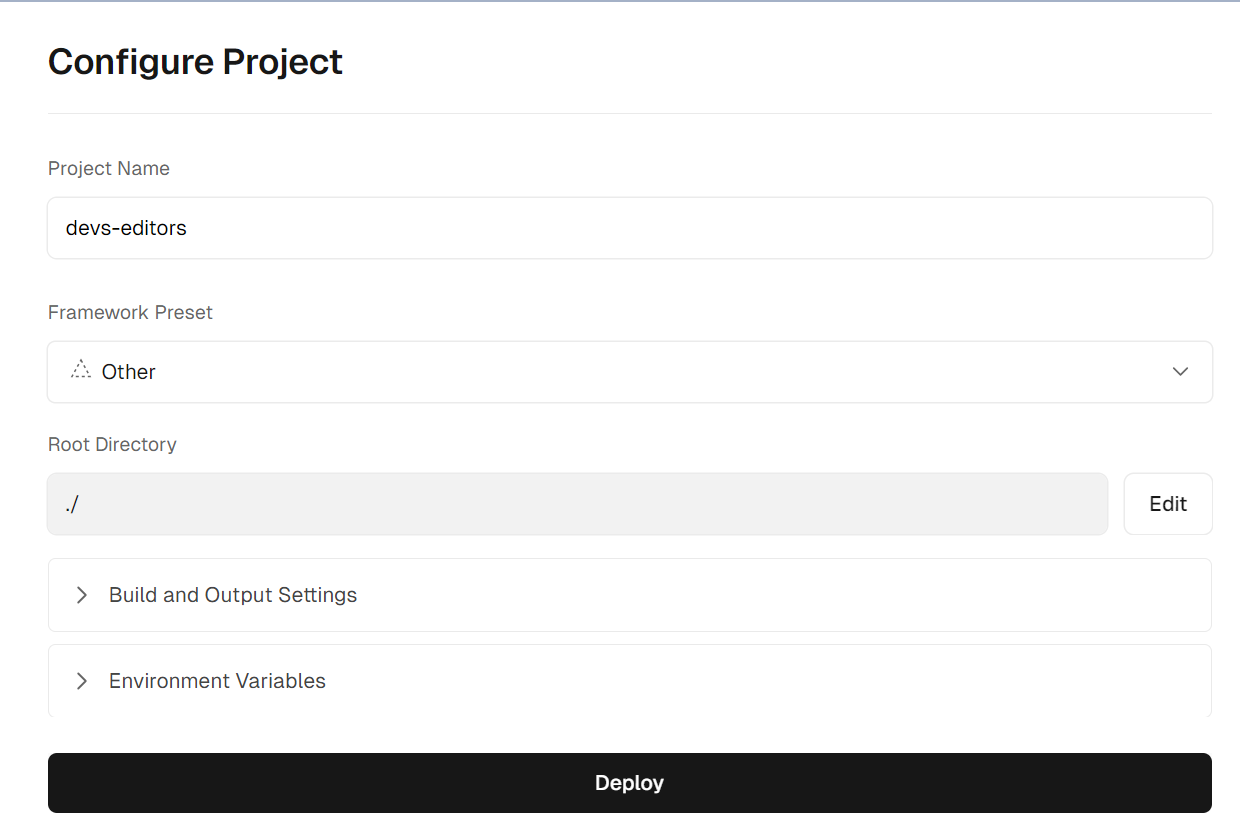 Configure Project
Project Name
devs-editors
Framework Preset
Other
Root Directory
./
Edit
Build and Output Settings
Environment Variables
Deploy